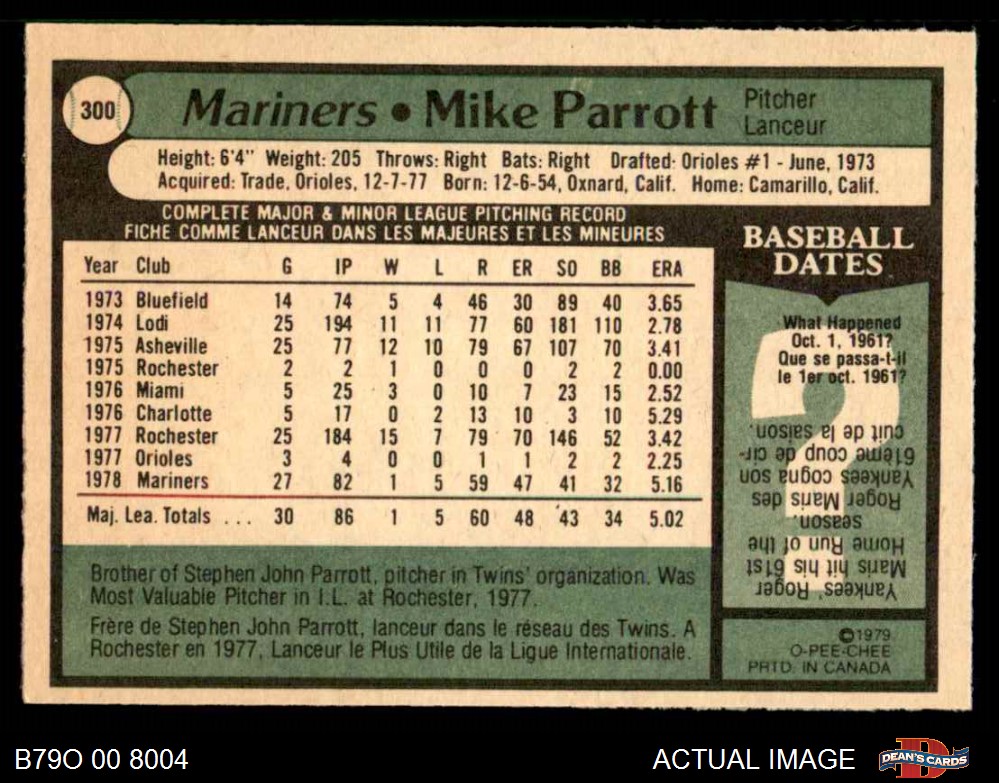 300
Mariners • Mike Parrott
Pitcher
Lanceur
Height: 6'4" Weight: 205 Throws: Right Bats: Right Drafted: Orioles #1 - June, 1973
Acquired: Trade, Orioles, 12-7-77 Born: 12-6-54, Oxnard, Calif. Home: Camarillo, Calif.
COMPLETE MAJOR & MINOR LEAGUE PITCHING RECORD
FICHE COMME LANCEUR DANS LES MAJEURES ET LES MINEURES
Year Club G IP W L R ER SO BB ERA
1973 Bluefield 14 74 5 4 46 30 89 40 3.65
1974 Lodi 25 194 11 11 77 60 181 110 2.78
1975 Asheville 25 77 12 10 79 67 107 70 3.41
1975 Rochester 2 2 1 0 0 0 2 2 0.00
1976 Miami 5 25 3 0 10 7 23 15 2.52
1976 Charlotte 5 17 0 2 13 10 3 10 5.29
1977 Rochester 25 184 15 7 79 70 146 52 3.42
1977 Orioles 3 4 0 0 1 1 2 2 2.25
1978 Mariners 27 82 1 5 59 47 41 32 5.16
Maj. Lea. Totals ... 30 86 1 5 60 48 43 34 5.02
Brother of Stephen John Parrott, pitcher in Twins' organization. Was
Most Valuable Pitcher in I.L. at Rochester, 1977.
Frère de Stephen John Parrott, lanceur dans le réseau des Twins. A
Rochester en 1977, Lanceur le Plus Utile de la Ligue Internationale.
BASEBALL
DATES
What Happened
Oct. 1, 1961?
Que se passa-t-il
le 1er oct. 1961?
Yankees' Roger
Maris hit his 61st
Home Run of the
season.
Roger Maris des
Yankees cogna son
61ième coup de cir-
cuit de la saison.
©1979
O-PEE-CHEE
PRTD. IN CANADA
B79O 00 8004
ACTUAL IMAGE
DEAN'S CARDS